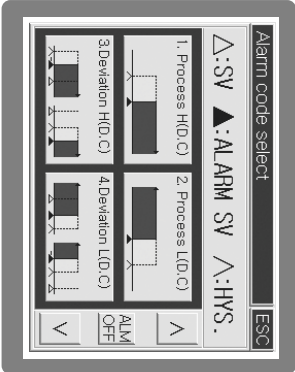 Alarm code select ESC
△:SV ▲:ALARM SV ∧:HYS.
1. Process H(D.C)
2. Process L(D.C)
3.Deviation H(D.C)
4.Deviation L(D.C)
ALM
OFF